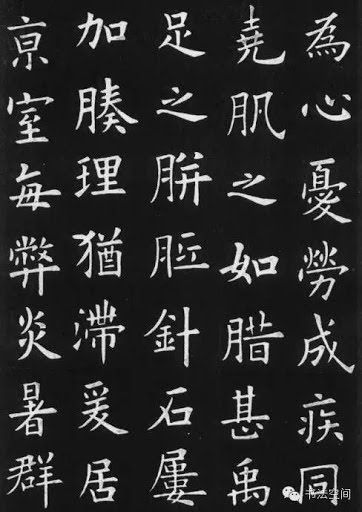 為心憂勞成疾同
堯肌之如腊甚禹
足之胼胝針石屢
加腠理猶滯爰居
亰室每弊炎暑群
书法空间